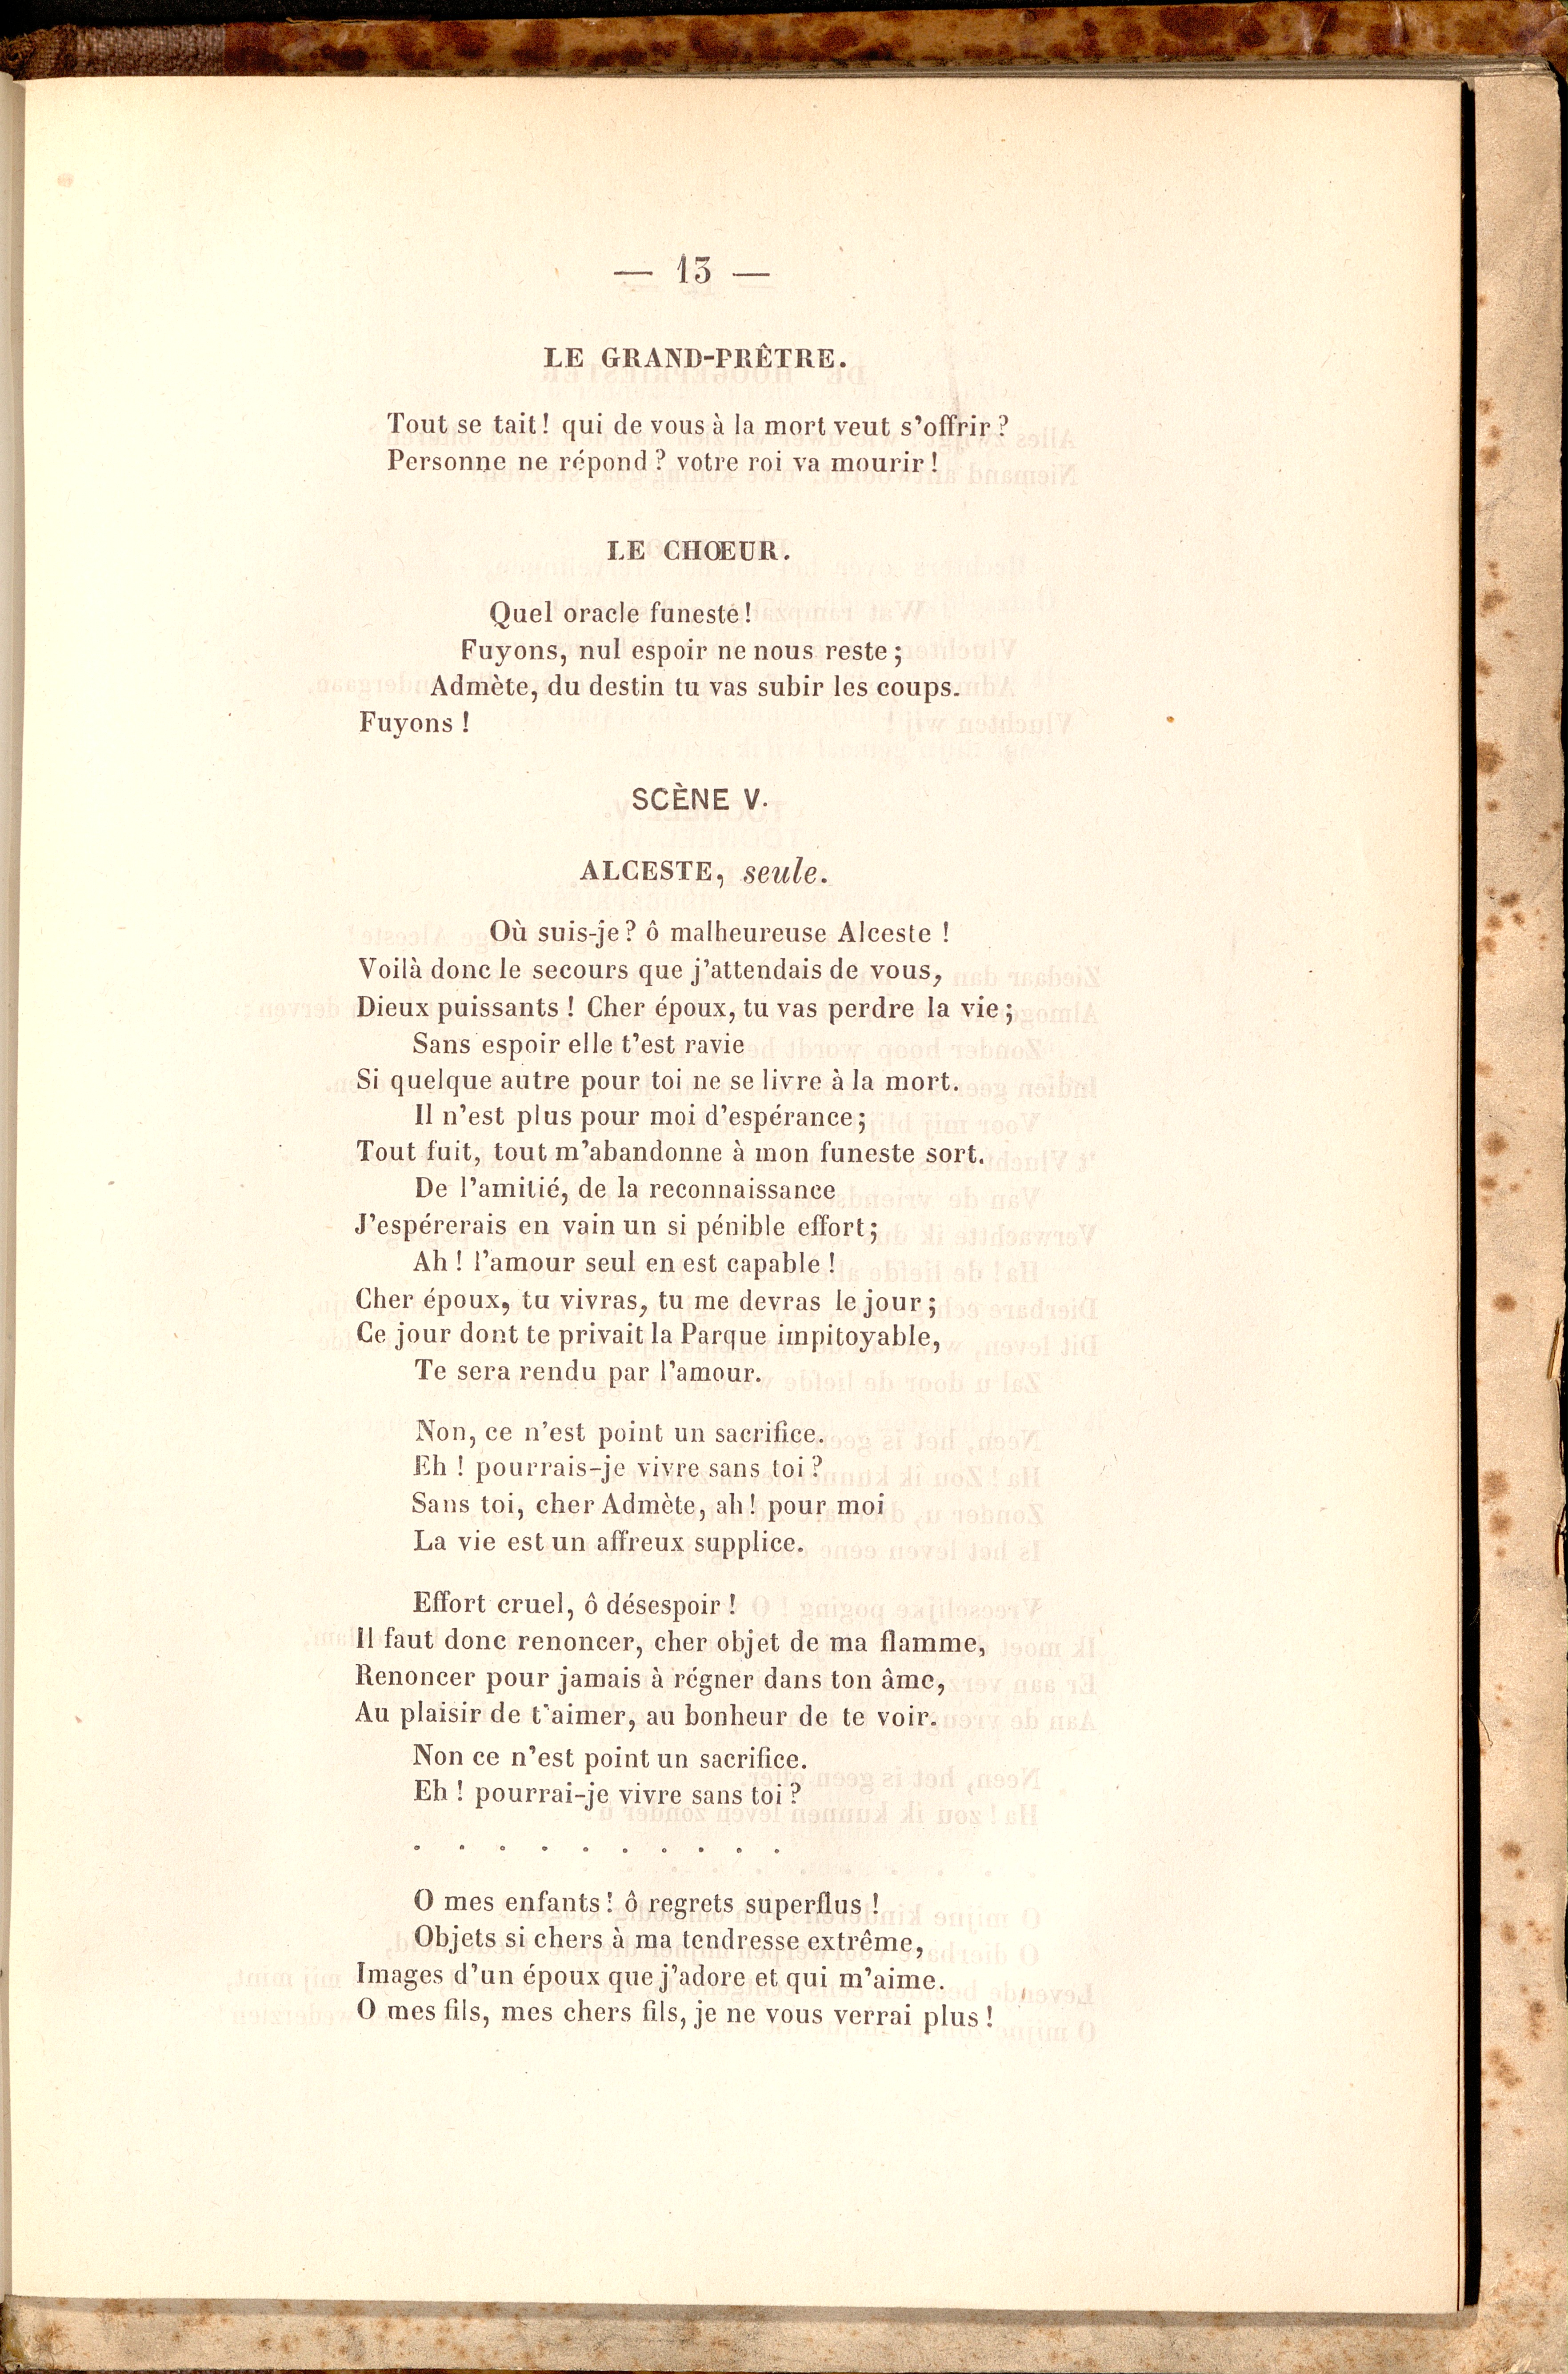 — 13 —
LE GRAND-PRÊTRE.
Tout se tait! qui de vous à la mort veut s'offrir?
Personne ne répond? votre roi va mourir!
LE CHŒUR.
Quel oracle funeste!
Fuyons, nul espoir ne nous reste;
Admète, du destin tu vas subir les coups.
Fuyons!
SCÈNE V.
ALCESTE, seule.
Où suis-je? ô malheureuse Alceste!
Voilà donc le secours que j'attendais de vous,
Dieux puissants! Cher époux, tu vas perdre la vie;
Sans espoir elle t'est ravie
Si quelque autre pour toi ne se livre à la mort.
Il n'est plus pour moi d'espérance;
Tout fuit, tout m'abandonne à mon funeste sort.
De l'amitié, de la reconnaissance
J'espérerais en vain un si pénible effort;
Ah! l'amour seul en est capable!
Cher époux, tu vivras, tu me devras le jour;
Ce jour dont te privait la Parque impitoyable,
Te sera rendu par l'amour.
Non, ce n'est point un sacrifice.
Eh! pourrais-je vivre sans toi?
Sans toi, cher Admète, ah! pour moi
La vie est un affreux supplice.
Effort cruel, ô désespoir!
Il faut donc renoncer, cher objet de ma flamme,
Renoncer pour jamais à régner dans ton âme,
Au plaisir de t'aimer, au bonheur de te voir.
Non ce n'est point un sacrifice.
Eh! pourrai-je vivre sans toi?
. . . . . . . . . .
O mes enfants! ô regrets superflus!
Objets si chers à ma tendresse extrême,
Images d'un époux que j'adore et qui m'aime.
O mes fils, mes chers fils, je ne vous verrai plus!